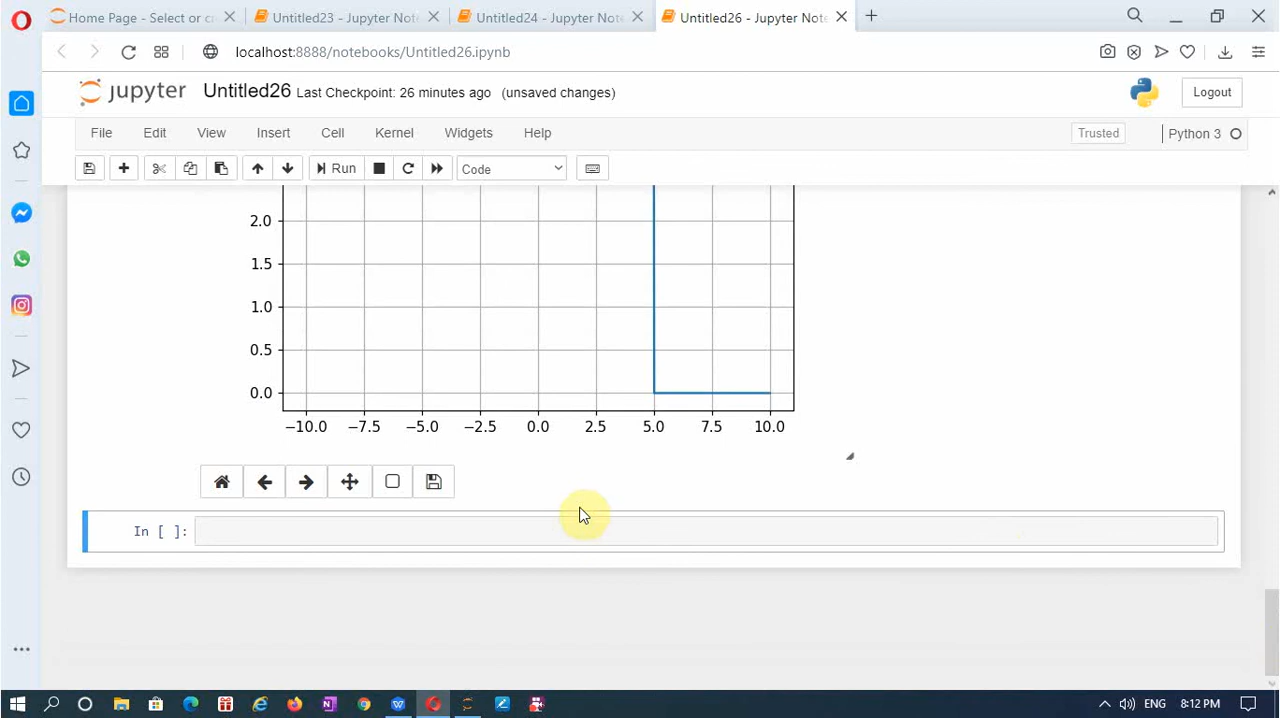 Home Page - Select or cr
Untitled23 - Jupyter Note
Untitled24 - Jupyter Note
Untitled26 - Jupyter Note
localhost:8888/notebooks/Untitled26.ipynb
jupyter Untitled26 Last Checkpoint: 26 minutes ago (unsaved changes)
Logout
File Edit View Insert Cell Kernel Widgets Help
Trusted Python 3
Run Code
2.0
1.5
1.0
0.5
0.0
−10.0 −7.5 −5.0 −2.5 0.0 2.5 5.0 7.5 10.0
In [ ]:
ENG 8:12 PM